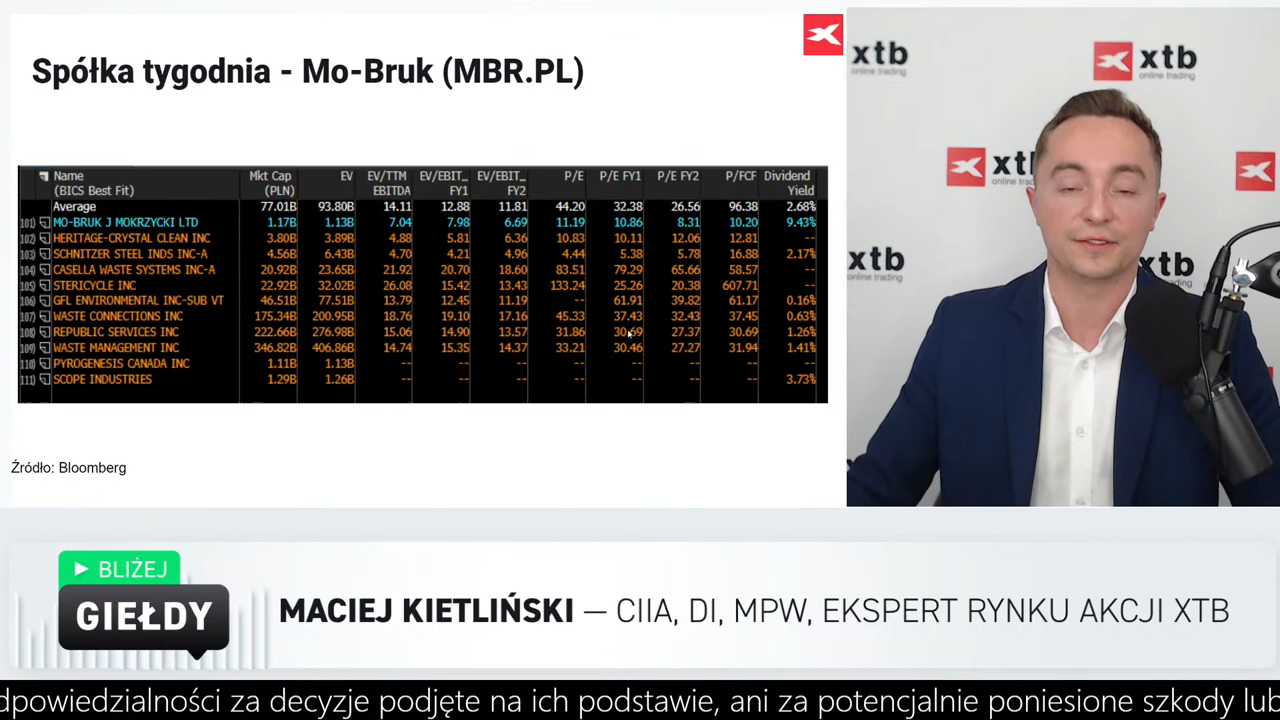 Spółka tygodnia - Mo-Bruk (MBR.PL)
Name Mkt Cap EV EV/TTM EV/EBIT… EV/EBIT… P/E P/E FY1 P/E FY2 P/FCF Dividend
(BICS Best Fit) (PLN) EBITDA FY1 FY2 Yield
Average 77.01B 93.80B 14.11 12.88 11.81 44.20 32.38 26.56 96.38 2.68%
101) MO-BRUK J MOKRZYCKI LTD 1.17B 1.13B 7.04 7.98 6.69 11.19 10.86 8.31 10.20 9.43%
102) HERITAGE-CRYSTAL CLEAN INC 3.80B 3.89B 4.88 5.81 6.36 10.83 10.11 12.06 12.81 --
103) SCHNITZER STEEL INDS INC-A 4.56B 6.43B 4.70 4.21 4.96 4.44 5.38 5.78 16.88 2.17%
104) CASELLA WASTE SYSTEMS INC-A 20.92B 23.65B 21.92 20.70 18.60 83.51 79.29 65.66 58.57 --
105) STERICYCLE INC 22.92B 32.02B 26.08 15.42 13.43 133.24 25.26 20.38 607.71 --
106) GFL ENVIRONMENTAL INC-SUB VT 46.51B 77.51B 13.79 12.45 11.19 -- 61.91 39.82 61.17 0.16%
107) WASTE CONNECTIONS INC 175.34B 200.95B 18.76 19.10 17.16 45.33 37.43 32.43 37.45 0.63%
108) REPUBLIC SERVICES INC 222.66B 276.98B 15.06 14.90 13.57 31.86 30.69 27.37 30.69 1.26%
109) WASTE MANAGEMENT INC 346.82B 406.86B 14.74 15.35 14.37 33.21 30.46 27.27 31.94 1.41%
110) PYROGENESIS CANADA INC 1.11B 1.13B -- -- -- -- -- -- -- --
111) SCOPE INDUSTRIES 1.29B 1.26B -- -- -- -- -- -- -- 3.73%
Źródło: Bloomberg
xtb
online trading
xtb
online trading
xtb
xtb
xtb
BLIŻEJ
GIEŁDY
MACIEJ KIETLIŃSKI — CIIA, DI, MPW, EKSPERT RYNKU AKCJI XTB
dpowiedzialności za decyzje podjęte na ich podstawie, ani za potencjalnie poniesione szkody lub